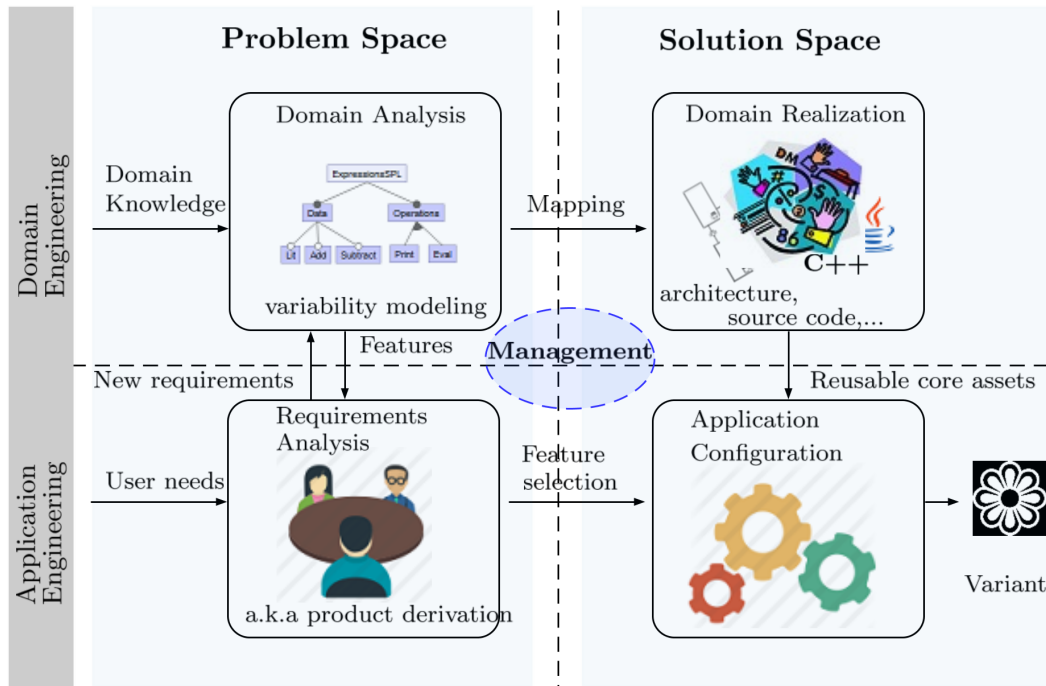 Problem Space
Solution Space
Domain
Engineering
Domain
Knowledge
Domain Analysis
ExpressionsSPL
Data
Operations
Lit
Add
Subtract
Print
Eval
variability modeling
Mapping
Domain Realization
DM
#
$
86
C++
architecture,
source code,...
Features
New requirements
Management
Reusable core assets
Application
Engineering
User needs
Requirements
Analysis
a.k.a product derivation
Feature
selection
Application
Configuration
Variant